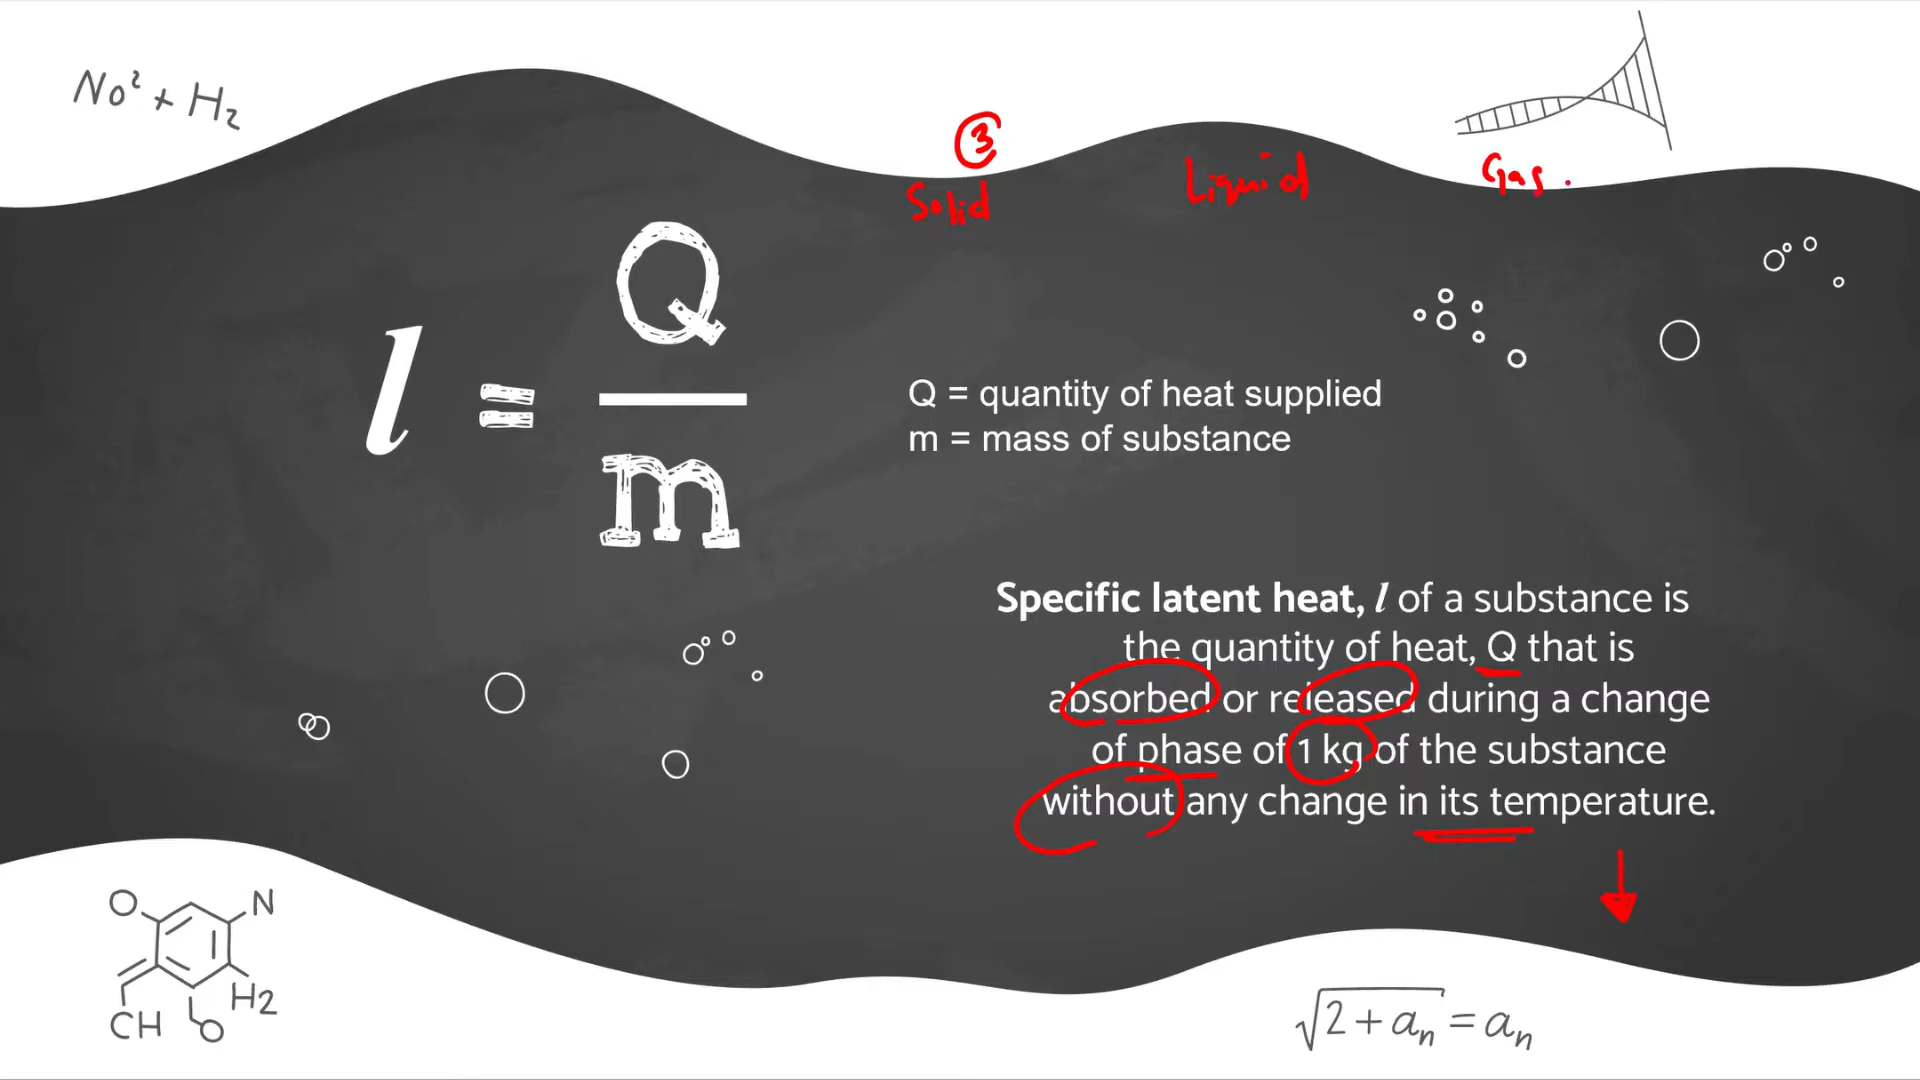 No² + H₂
③
Solid
Liquid
Gas.
l = Q/m
Q = quantity of heat supplied
m = mass of substance
Specific latent heat, l of a substance is
the quantity of heat, Q that is
absorbed or released during a change
of phase of 1 kg of the substance
without any change in its temperature.
O N
H2
CH O
√2 + aₙ = aₙ